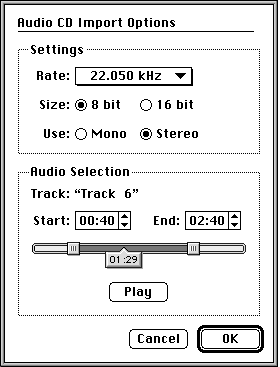 Audio CD Import Options
Settings
Rate: 22.050 kHz
Size: 8 bit 16 bit
Use: Mono Stereo
Audio Selection
Track: “Track 6”
Start: 00:40 End: 02:40
01:29
Play
Cancel OK